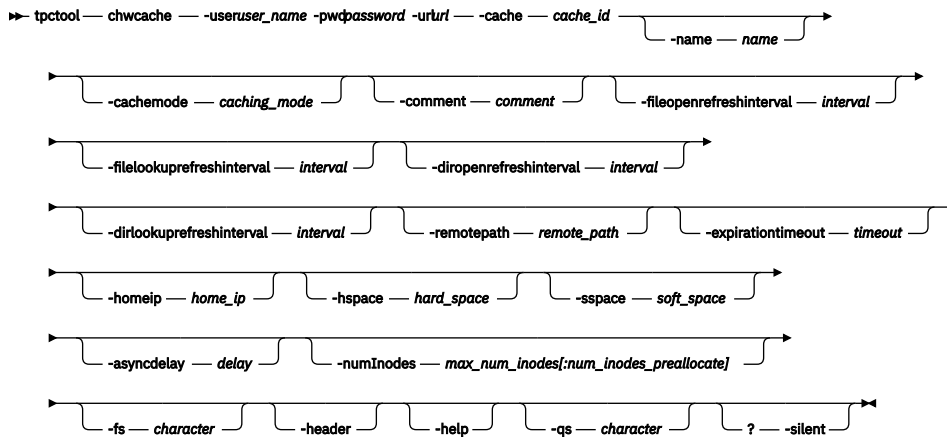 tpctool chwcache -useruser_name -pwdpassword -urlurl -cache cache_id
-name name
-cachemode caching_mode -comment comment -fileopenrefreshinterval interval
-filelookuprefreshinterval interval -diropenrefreshinterval interval
-dirlookuprefreshinterval interval -remotepath remote_path -expirationtimeout timeout
-homeip home_ip -hspace hard_space -sspace soft_space
-asyncdelay delay -numInodes max_num_inodes[:num_inodes_preallocate]
-fs character -header -help -qs character ? -silent